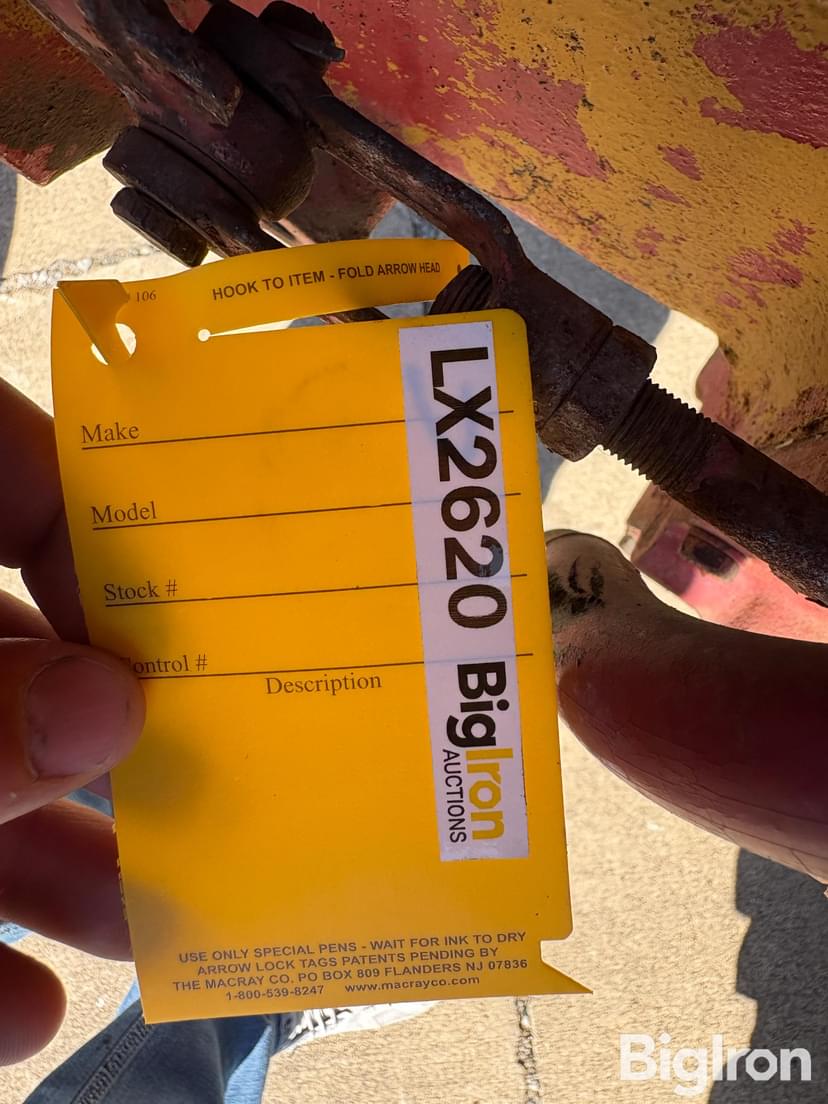 106
HOOK TO ITEM - FOLD ARROW HEAD
Make
Model
Stock #
Control #
Description
LX2620 BigIron
AUCTIONS
USE ONLY SPECIAL PENS - WAIT FOR INK TO DRY
ARROW LOCK TAGS PATENTS PENDING BY
THE MACRAY CO. PO BOX 809 FLANDERS NJ 07836
1-800-539-8247 www.macrayco.com
BigIron